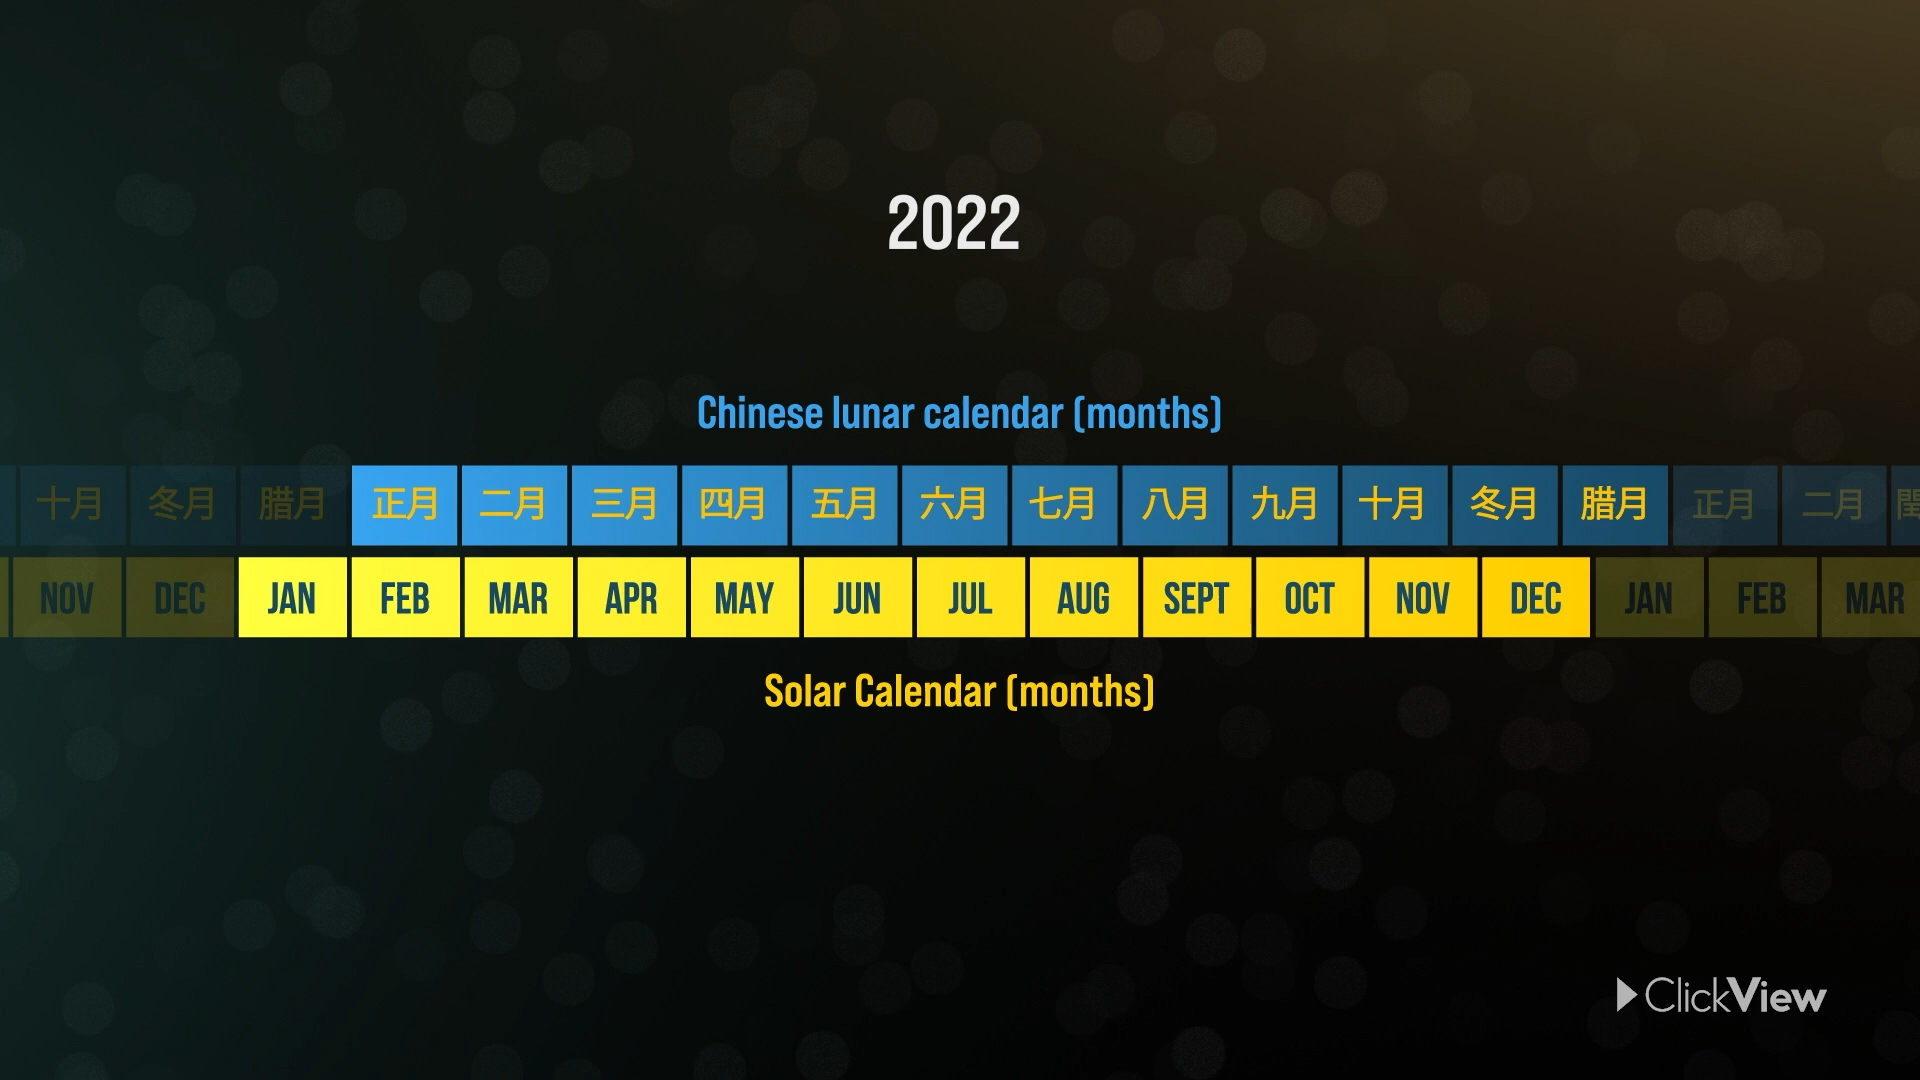 2022
Chinese lunar calendar (months)
十月 冬月 腊月 正月 二月 三月 四月 五月 六月 七月 八月 九月 十月 冬月 腊月 正月 二月
NOV DEC JAN FEB MAR APR MAY JUN JUL AUG SEPT OCT NOV DEC JAN FEB MAR
Solar Calendar (months)
ClickView